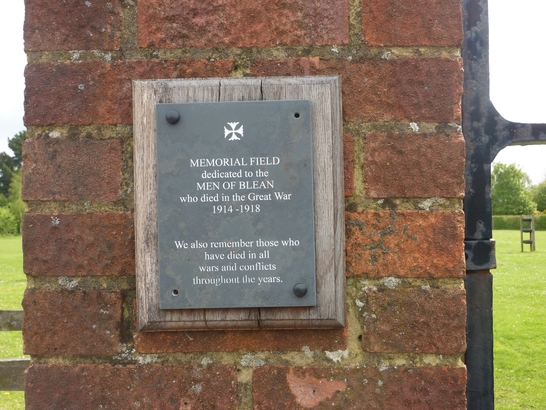 MEMORIAL FIELD
dedicated to the
MEN OF BLEAN
who died in the Great War
1914 -1918
We also remember those who
have died in all
wars and conflicts
throughout the years.